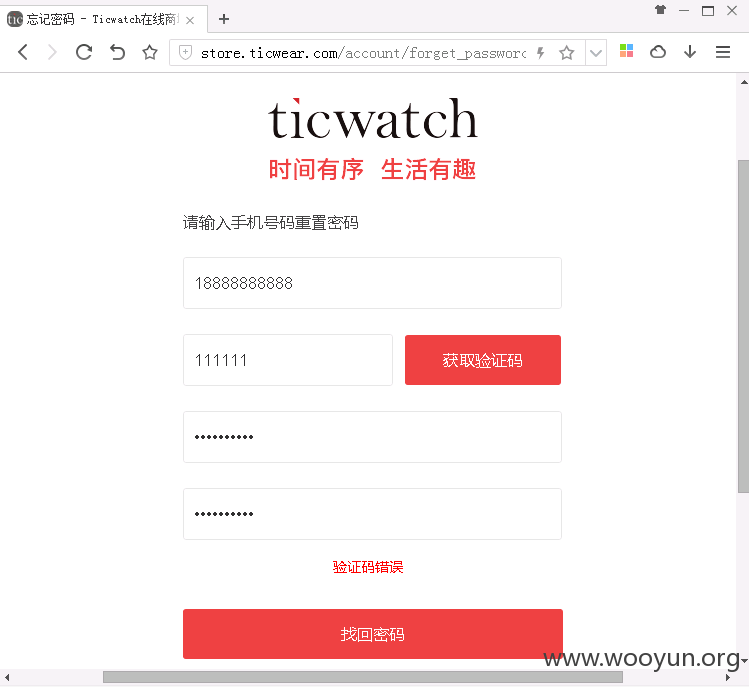 tic 忘记密码 - Ticwatch在线商
store.ticwear.com/account/forget_password
ticwatch
时间有序 生活有趣
请输入手机号码重置密码
18888888888
111111 获取验证码
••••••••••
••••••••••
验证码错误
找回密码
www.wooyun.org